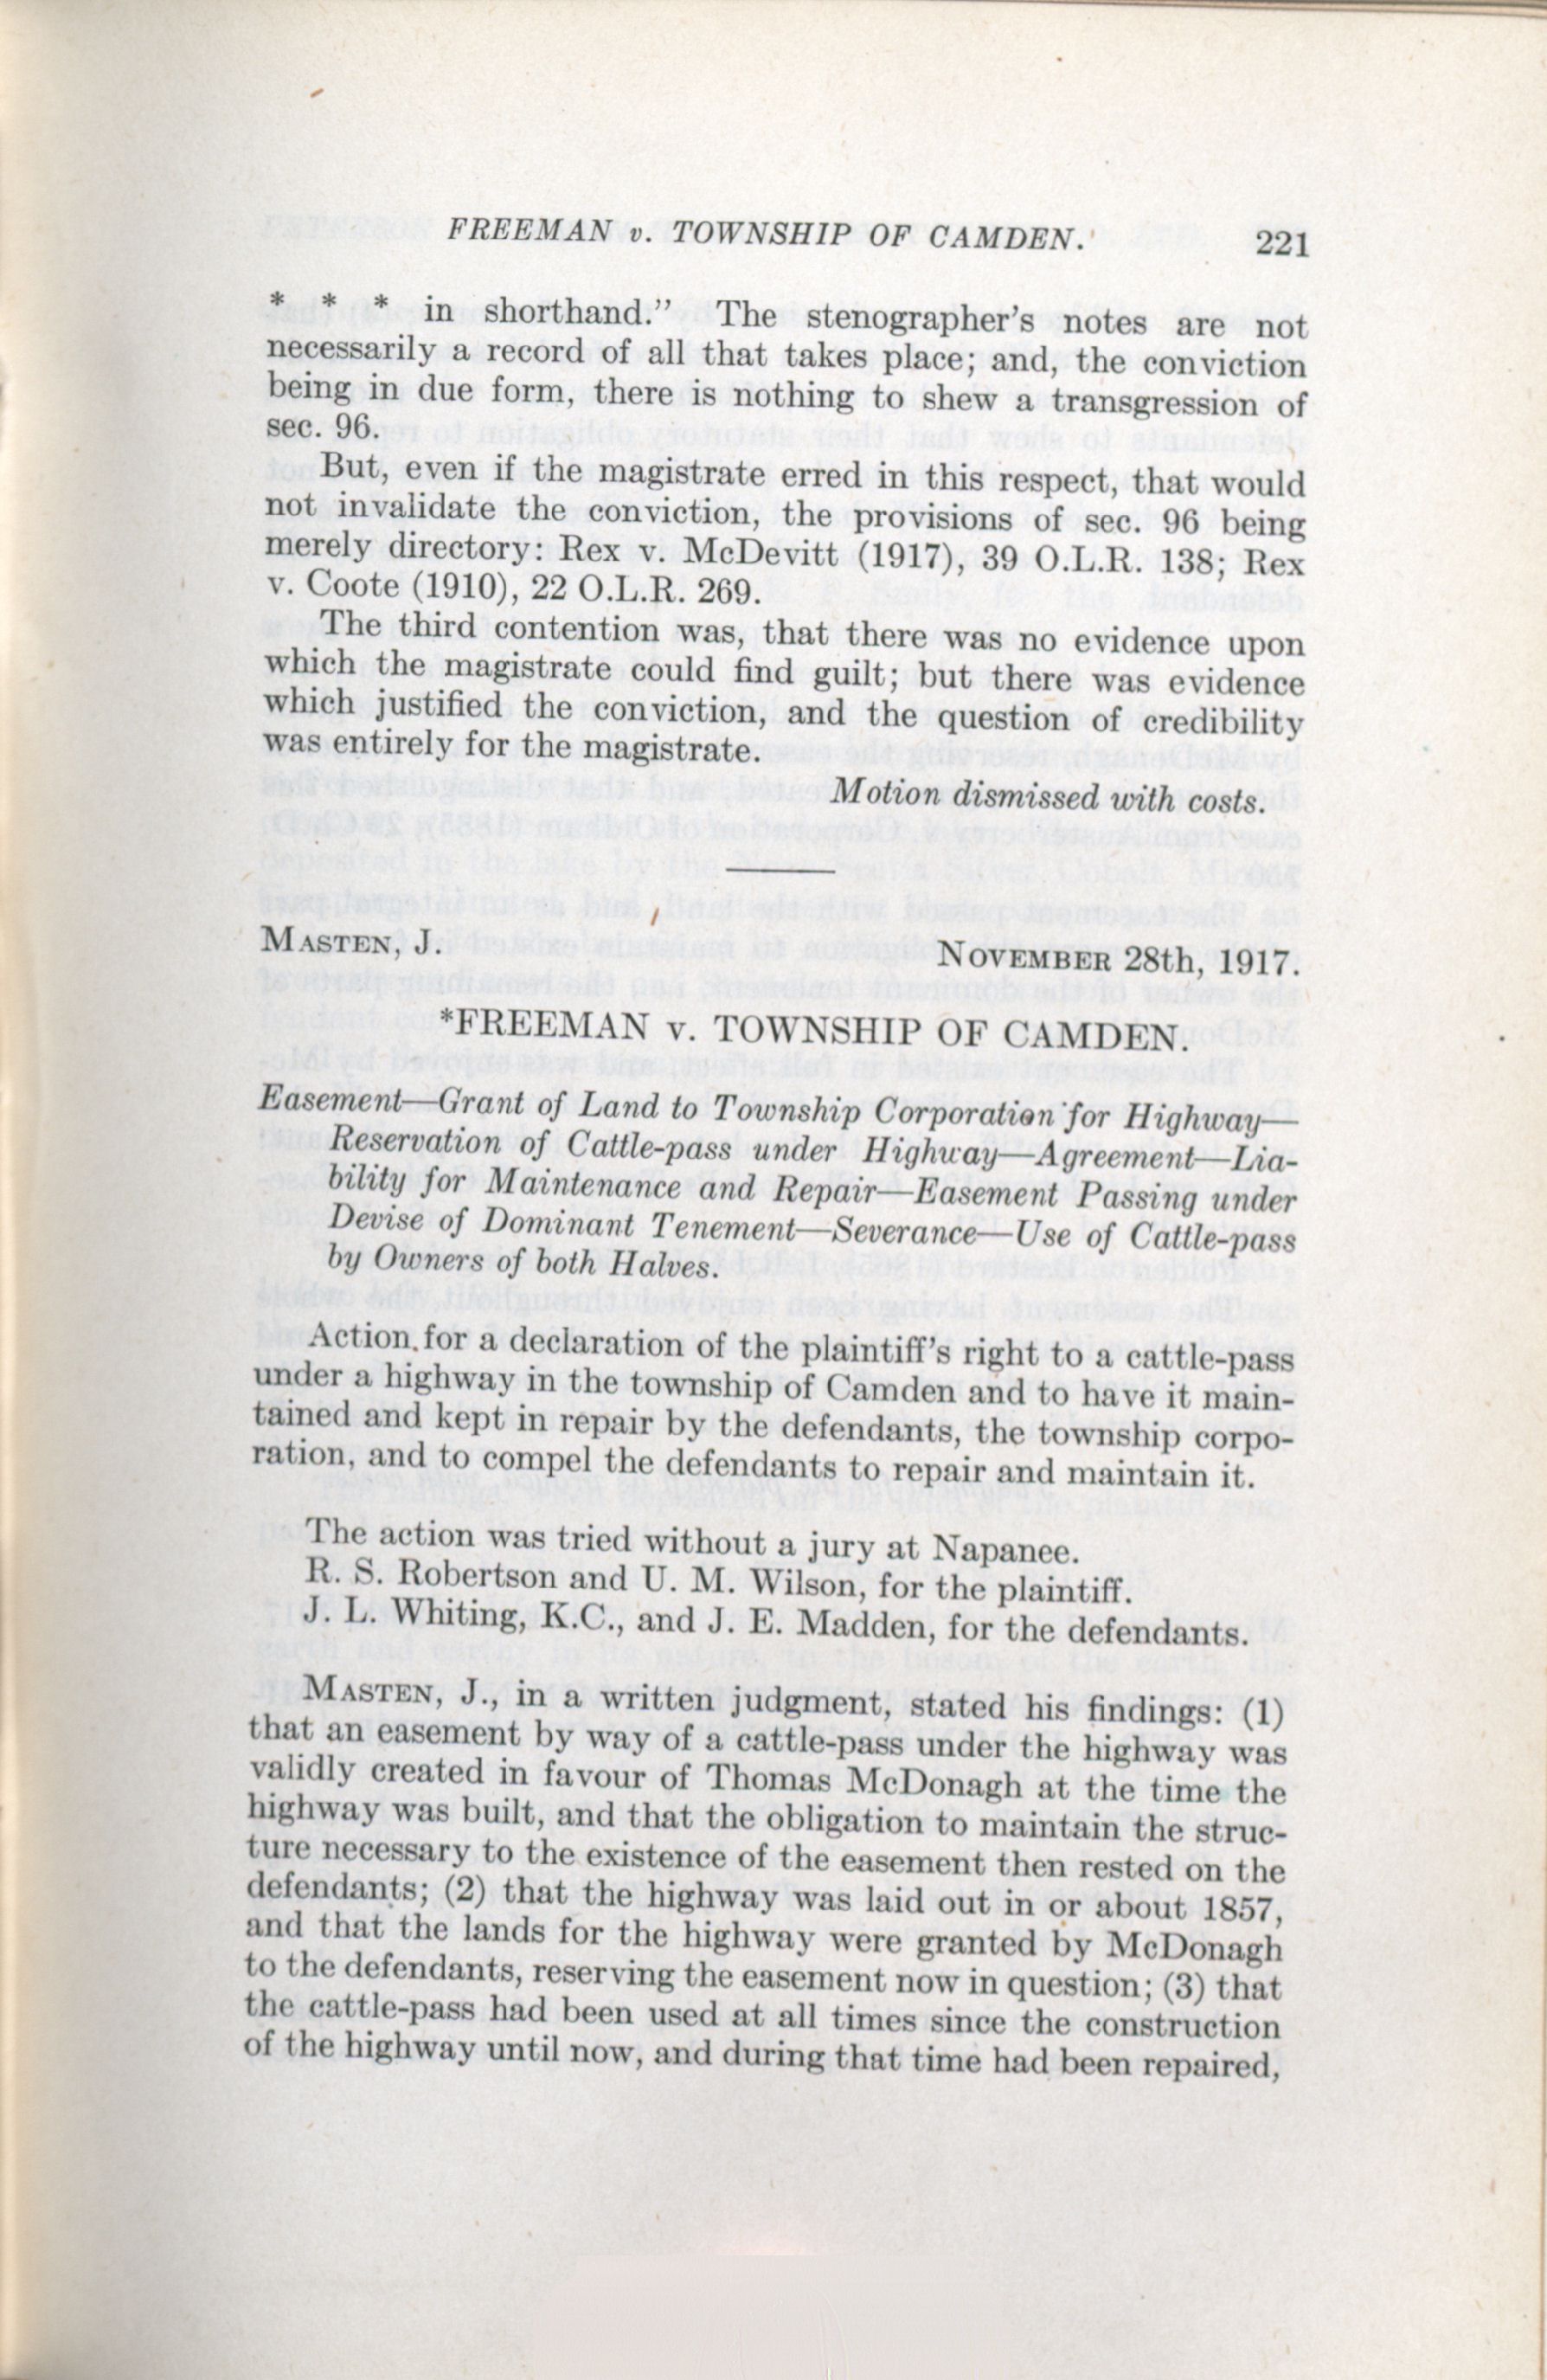 FREEMAN v. TOWNSHIP OF CAMDEN. 221
* * * in shorthand.” The stenographer’s notes are not
necessarily a record of all that takes place; and, the conviction
being in due form, there is nothing to shew a transgression of
sec. 96.
But, even if the magistrate erred in this respect, that would
not invalidate the conviction, the provisions of sec. 96 being
merely directory: Rex v. McDevitt (1917), 39 O.L.R. 138; Rex
v. Coote (1910), 22 O.L.R. 269.
The third contention was, that there was no evidence upon
which the magistrate could find guilt; but there was evidence
which justified the conviction, and the question of credibility
was entirely for the magistrate.
Motion dismissed with costs.
MASTEN, J. NOVEMBER 28th, 1917.
*FREEMAN v. TOWNSHIP OF CAMDEN.
Easement—Grant of Land to Township Corporation for Highway—
Reservation of Cattle-pass under Highway—Agreement—Lia-
bility for Maintenance and Repair—Easement Passing under
Devise of Dominant Tenement—Severance—Use of Cattle-pass
by Owners of both Halves.
Action for a declaration of the plaintiff’s right to a cattle-pass
under a highway in the township of Camden and to have it main-
tained and kept in repair by the defendants, the township corpo-
ration, and to compel the defendants to repair and maintain it.
The action was tried without a jury at Napanee.
R. S. Robertson and U. M. Wilson, for the plaintiff.
J. L. Whiting, K.C., and J. E. Madden, for the defendants.
MASTEN, J., in a written judgment, stated his findings: (1)
that an easement by way of a cattle-pass under the highway was
validly created in favour of Thomas McDonagh at the time the
highway was built, and that the obligation to maintain the struc-
ture necessary to the existence of the easement then rested on the
defendants; (2) that the highway was laid out in or about 1857,
and that the lands for the highway were granted by McDonagh
to the defendants, reserving the easement now in question; (3) that
the cattle-pass had been used at all times since the construction
of the highway until now, and during that time had been repaired,